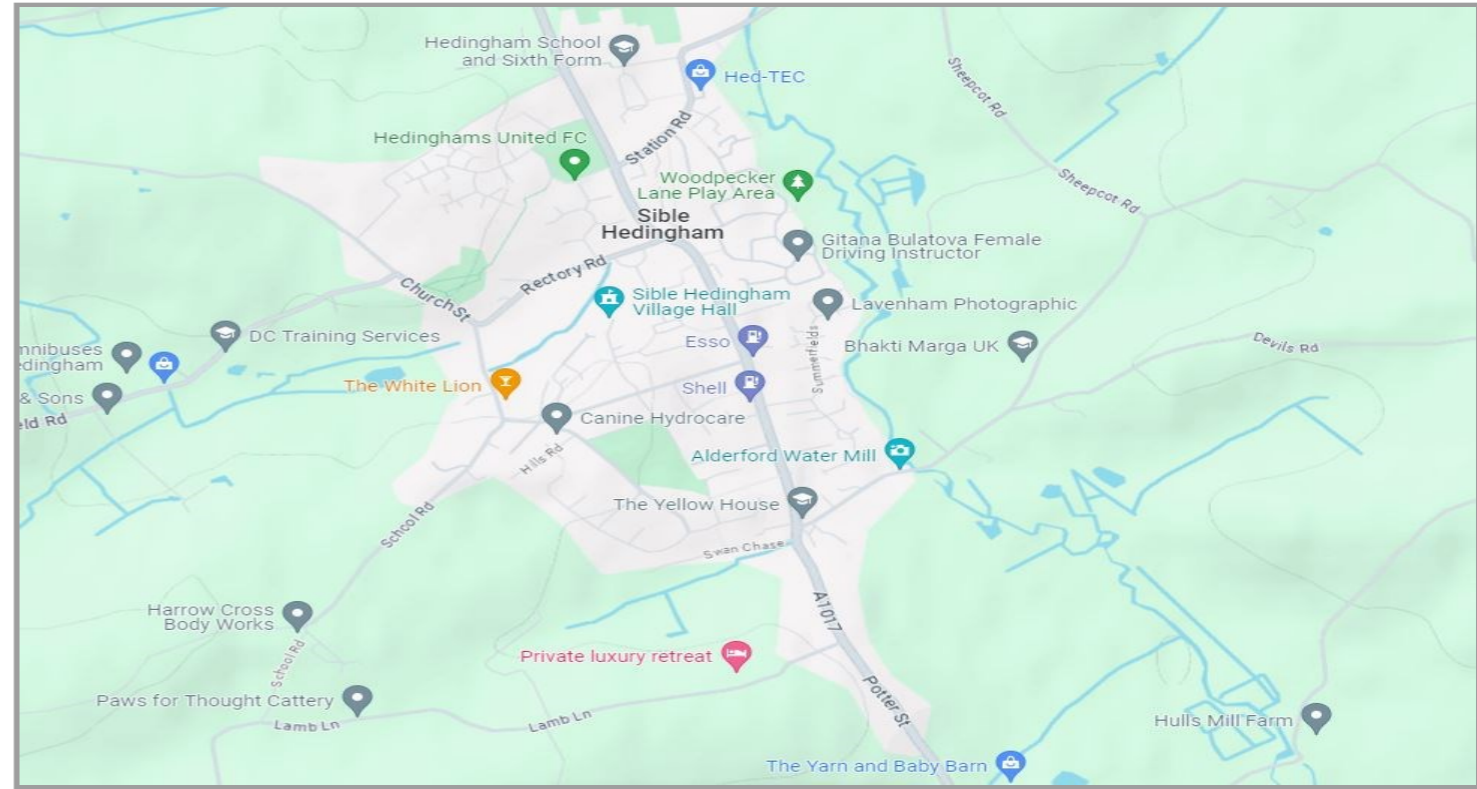 Hedingham School
and Sixth Form
Hed-TEC
Sheepcot Rd
Hedinghams United FC
Station Rd
Woodpecker
Lane Play Area
Sheepcot Rd
Sible
Hedingham
Gitana Bulatova Female
Driving Instructor
Rectory Rd
Church St
Sible Hedingham
Village Hall
Lavenham Photographic
DC Training Services
Esso
Summerfields
Bhakti Marga UK
Devils Rd
mnibuses
edingham
The White Lion
Shell
& Sons
eld Rd
Canine Hydrocare
Hills Rd
Alderford Water Mill
The Yellow House
School Rd
Swan Chase
Harrow Cross
Body Works
A1017
School Rd
Private luxury retreat
Potter St
Paws for Thought Cattery
Lamb Ln
Lamb Ln
Hulls Mill Farm
The Yarn and Baby Barn